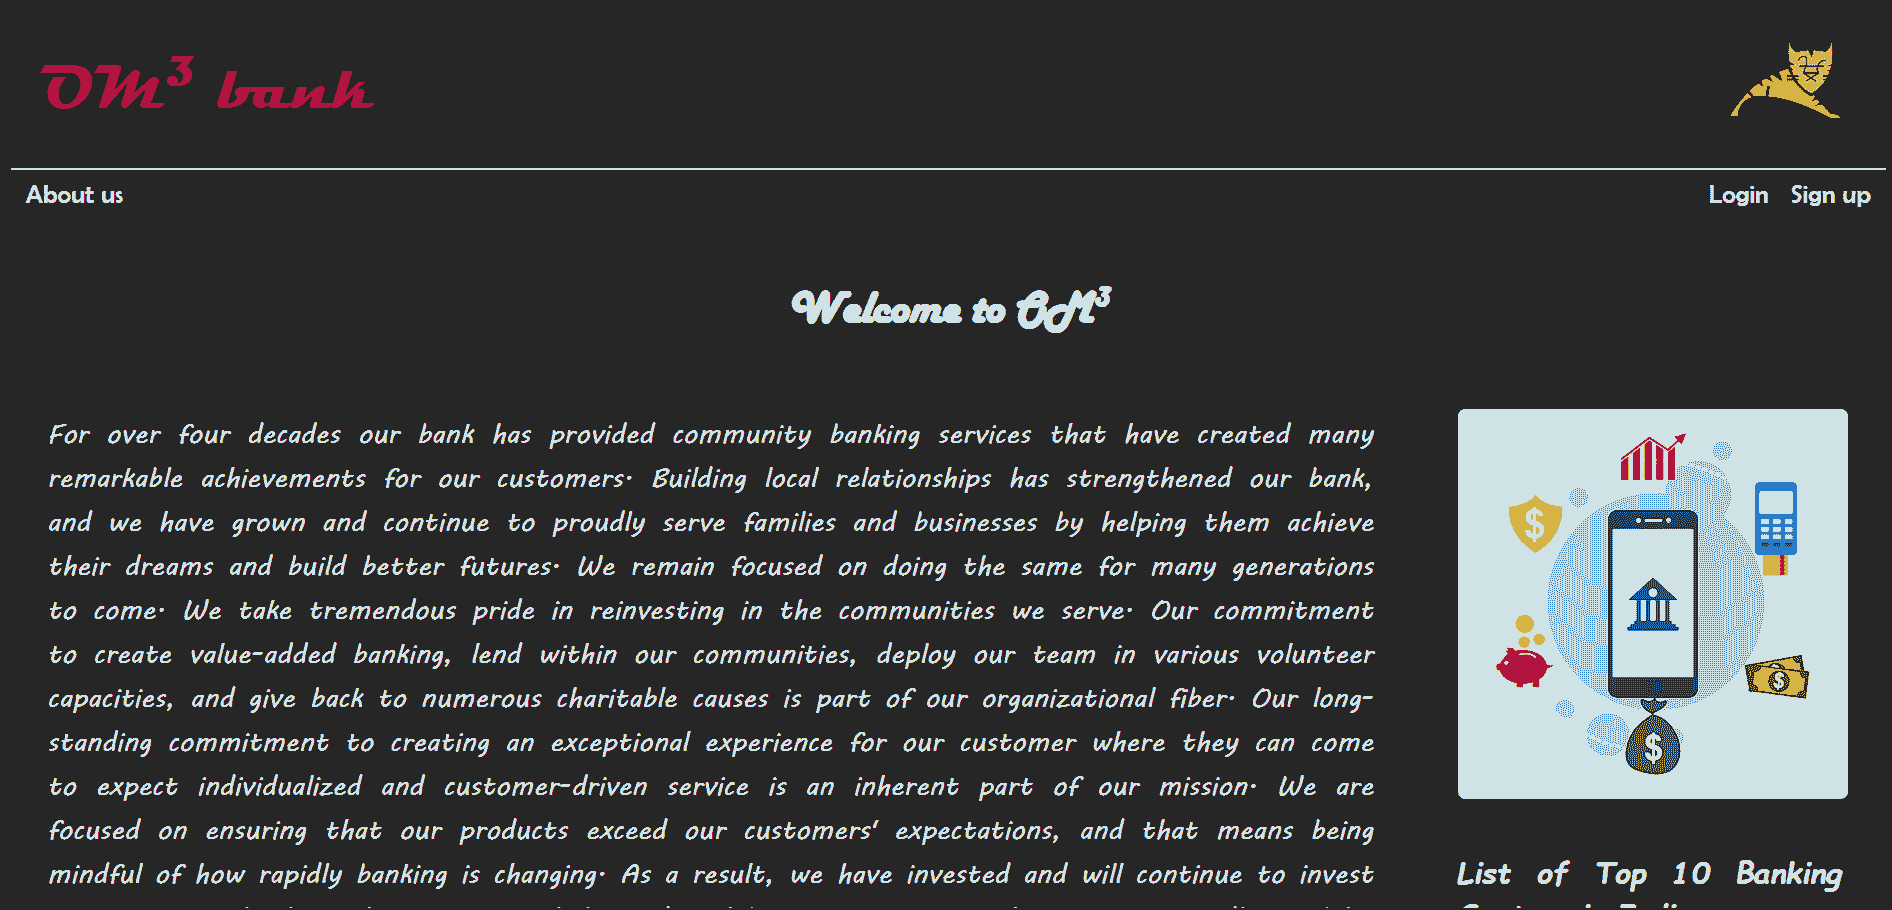 OM³ bank
About us
Login Sign up
Welcome to OM³
For over four decades our bank has provided community banking services that have created many
remarkable achievements for our customers. Building local relationships has strengthened our bank,
and we have grown and continue to proudly serve families and businesses by helping them achieve
their dreams and build better futures. We remain focused on doing the same for many generations
to come. We take tremendous pride in reinvesting in the communities we serve. Our commitment
to create value-added banking, lend within our communities, deploy our team in various volunteer
capacities, and give back to numerous charitable causes is part of our organizational fiber. Our long-
standing commitment to creating an exceptional experience for our customer where they can come
to expect individualized and customer-driven service is an inherent part of our mission. We are
focused on ensuring that our products exceed our customers' expectations, and that means being
mindful of how rapidly banking is changing. As a result, we have invested and will continue to invest
$
$
$
List of Top 10 Banking